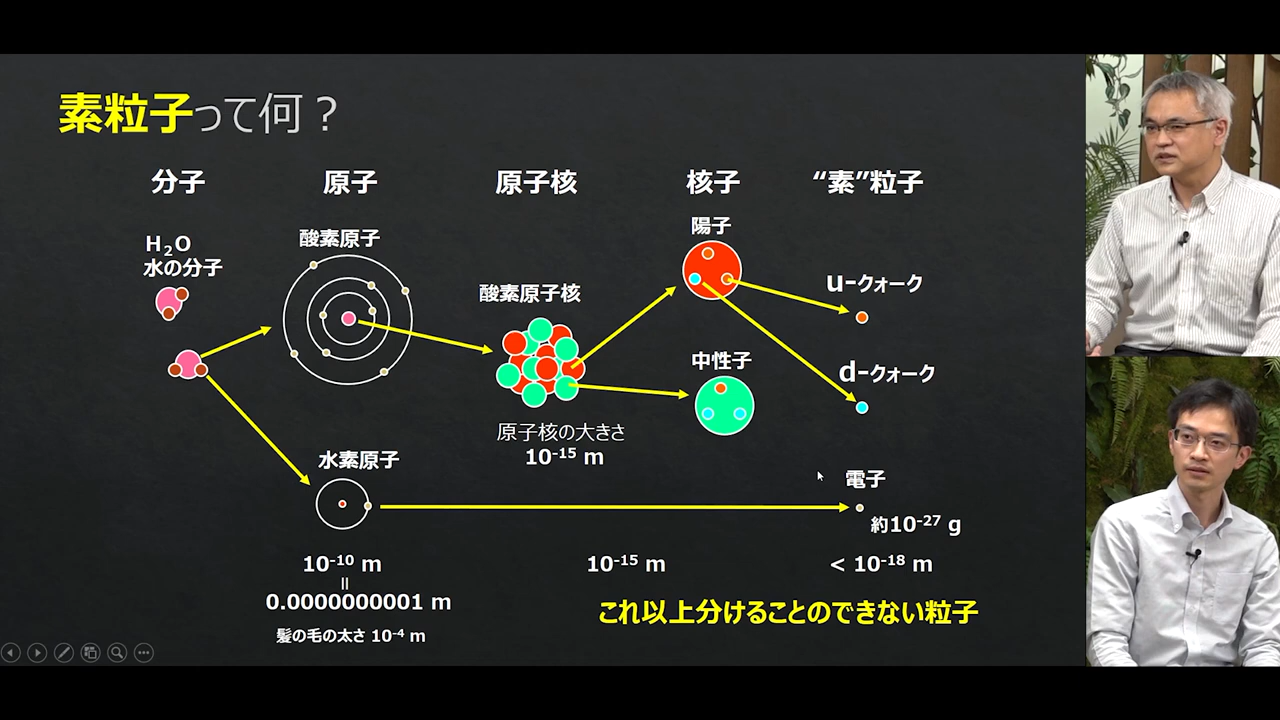 素粒子って何？
分子
原子
原子核
核子
“素”粒子
H2O
水の分子
酸素原子
酸素原子核
陽子
u-クォーク
中性子
d-クォーク
原子核の大きさ
10-15 m
水素原子
電子
約10-27 g
10-10 m
=
0.0000000001 m
髪の毛の太さ 10-4 m
10-15 m
< 10-18 m
これ以上分けることのできない粒子